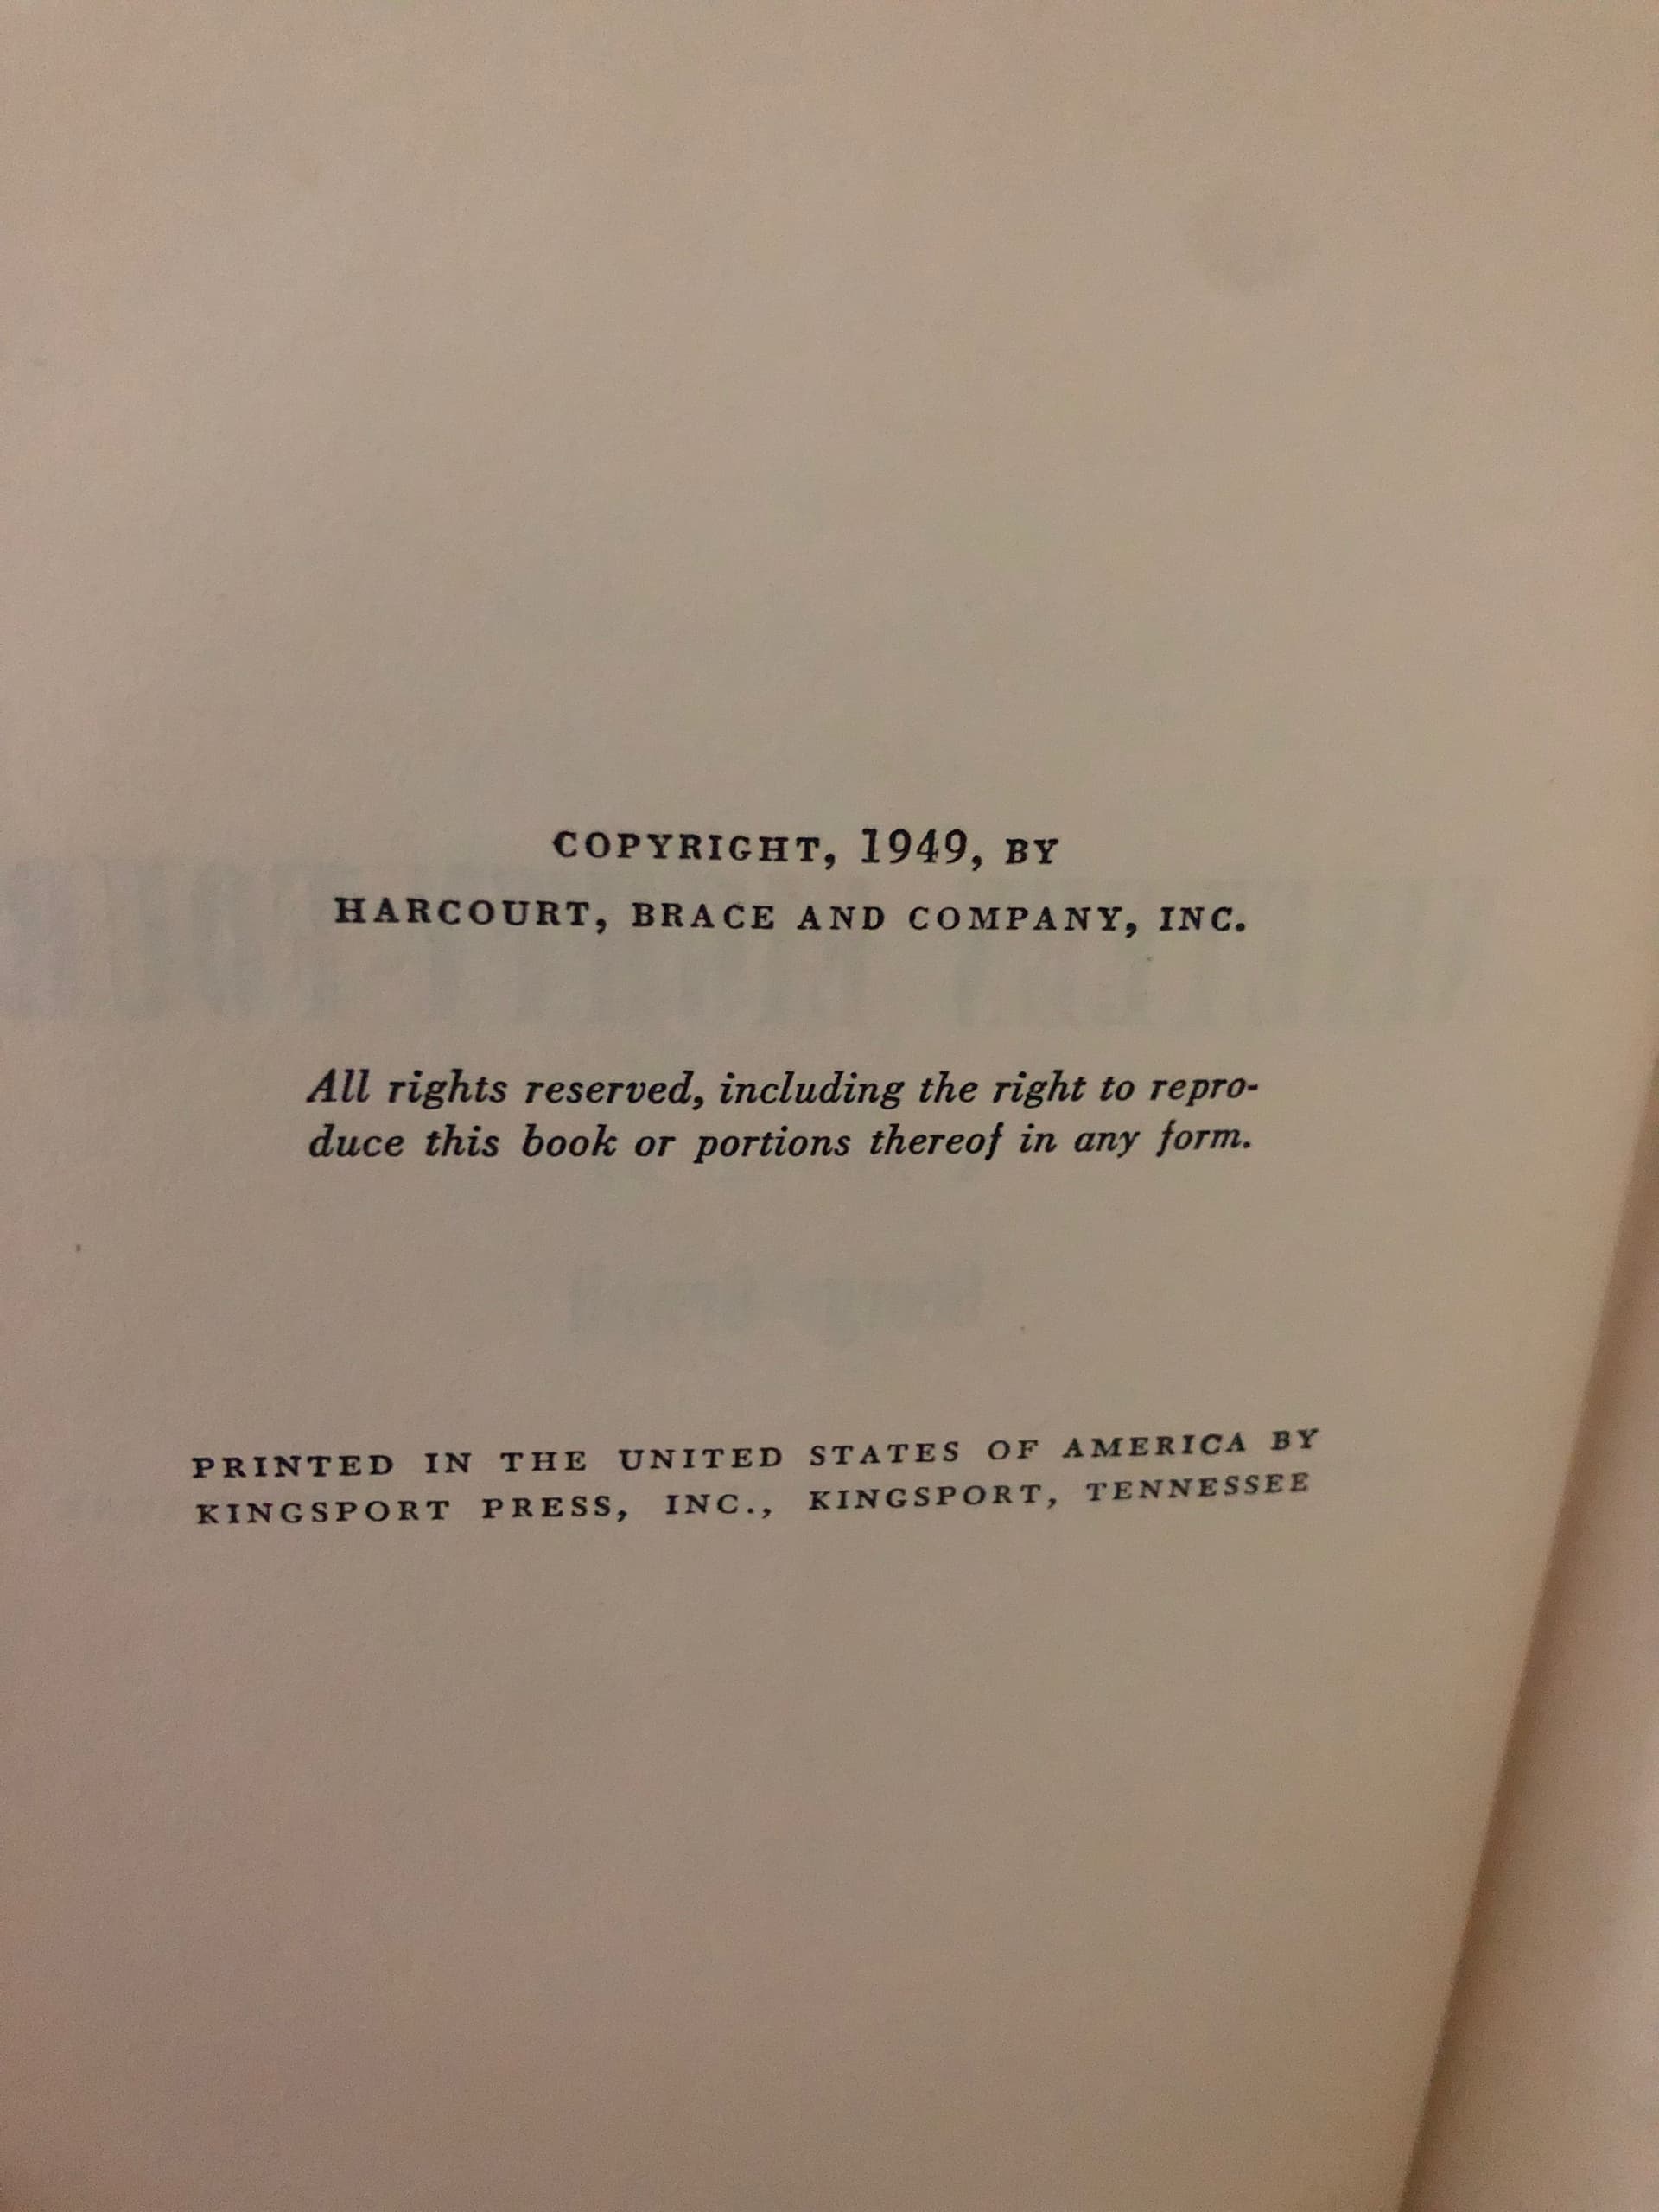 COPYRIGHT, 1949, BY
HARCOURT, BRACE AND COMPANY, INC.
All rights reserved, including the right to repro-
duce this book or portions thereof in any form.
PRINTED IN THE UNITED STATES OF AMERICA BY
KINGSPORT PRESS, INC., KINGSPORT, TENNESSEE